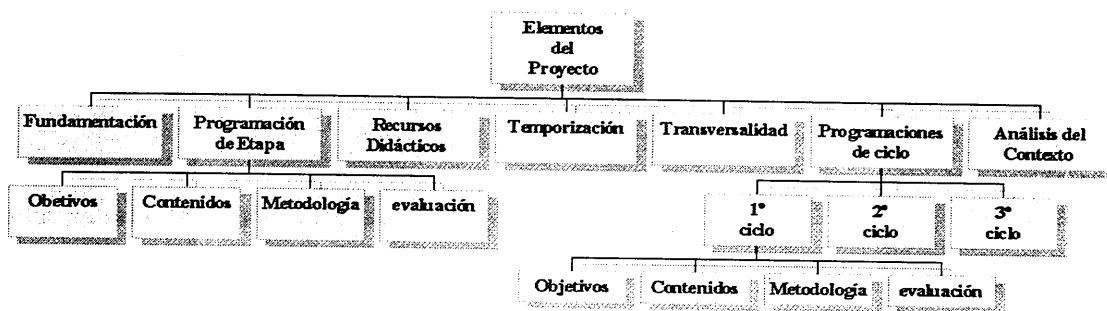 Elementos
del
Proyecto
Fundamentación
Programación
de Etapa
Recursos
Didácticos
Temporización
Transversalidad
Programaciones
de ciclo
Análisis del
Contexto
Obetivos
Contenidos
Metodología
evaluación
1º
ciclo
2º
ciclo
3º
ciclo
Objetivos
Contenidos
Metodología
evaluación